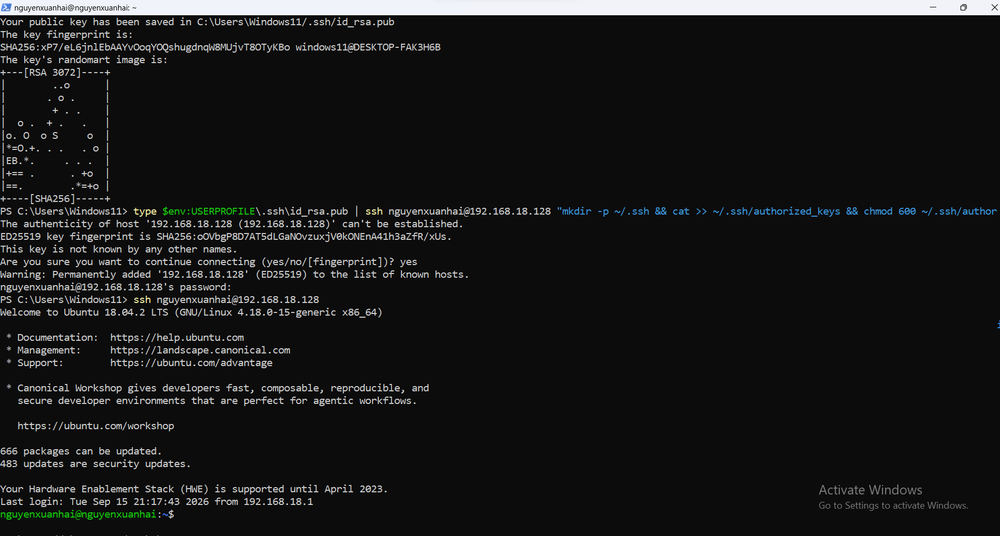 nguyenxuanhai@nguyenxuanhai: ~
Your public key has been saved in C:\Users\Windows11/.ssh/id_rsa.pub
The key fingerprint is:
SHA256:xP7/eL6jnlEbAAYvOoqYOQshugdnqW8MUjvT8OTyKBo windows11@DESKTOP-FAK3H6B
The key's randomart image is:
+---[RSA 3072]----+
|        ..o      |
|       . o .     |
|        + . .    |
|  o .  + .   .   |
|o. O  o S     o  |
|*=O.+. . .   . o |
|EB.*.     . . .  |
|+== .      . +o  |
|==.        .*=+o |
+----[SHA256]-----+
PS C:\Users\Windows11> type $env:USERPROFILE\.ssh\id_rsa.pub | ssh nguyenxuanhai@192.168.18.128 "mkdir -p ~/.ssh && cat >> ~/.ssh/authorized_keys && chmod 600 ~/.ssh/author
The authenticity of host '192.168.18.128 (192.168.18.128)' can't be established.
ED25519 key fingerprint is SHA256:oOVbgP8D7AT5dLGaNOvzuxjV0kONEnA41h3aZfR/xUs.
This key is not known by any other names.
Are you sure you want to continue connecting (yes/no/[fingerprint])? yes
Warning: Permanently added '192.168.18.128' (ED25519) to the list of known hosts.
nguyenxuanhai@192.168.18.128's password:
PS C:\Users\Windows11> ssh nguyenxuanhai@192.168.18.128
Welcome to Ubuntu 18.04.2 LTS (GNU/Linux 4.18.0-15-generic x86_64)
 * Documentation:  https://help.ubuntu.com
 * Management:     https://landscape.canonical.com
 * Support:        https://ubuntu.com/advantage
 * Canonical Workshop gives developers fast, composable, reproducible, and
   secure developer environments that are perfect for agentic workflows.
   https://ubuntu.com/workshop
666 packages can be updated.
483 updates are security updates.
Your Hardware Enablement Stack (HWE) is supported until April 2023.
Last login: Tue Sep 15 21:17:43 2026 from 192.168.18.1
nguyenxuanhai@nguyenxuanhai:~$
Activate Windows
Go to Settings to activate Windows.